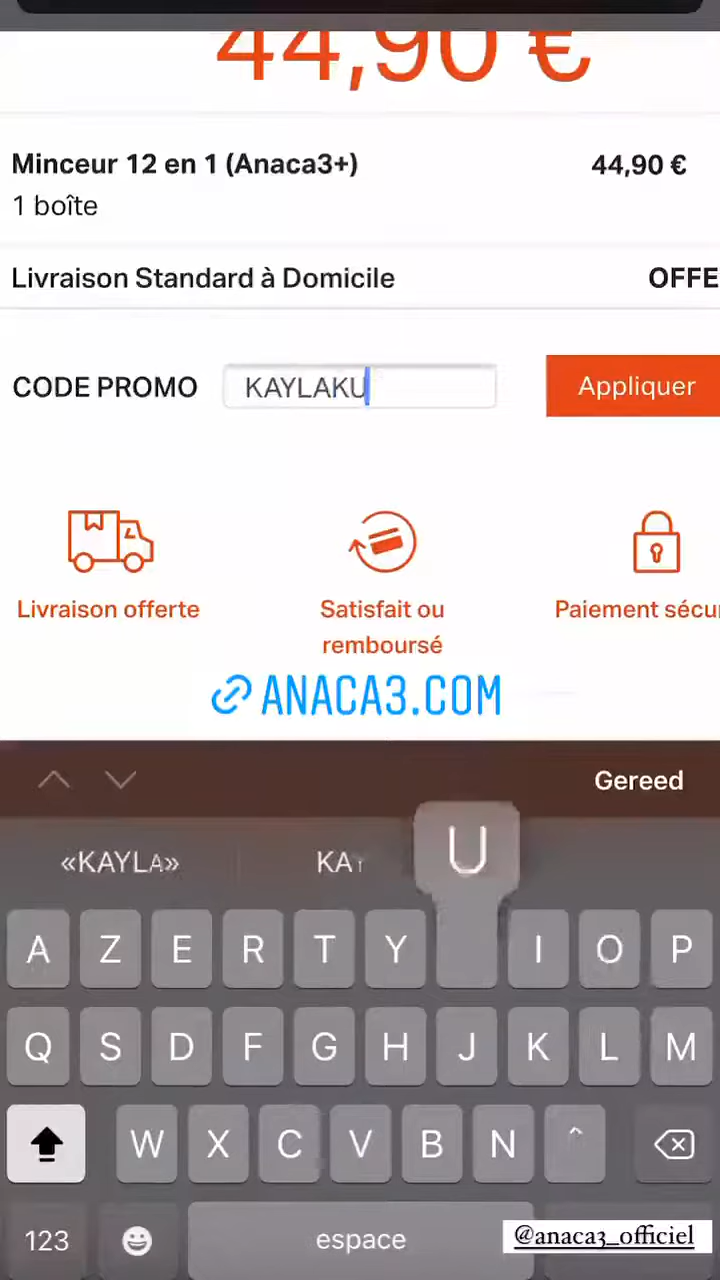 44,90 €
Minceur 12 en 1 (Anaca3+)
44,90 €
1 boîte
Livraison Standard à Domicile
OFFE
CODE PROMO
KAYLAKU
Appliquer
Livraison offerte
Satisfait ou
remboursé
Paiement sécu
ANACA3.COM
Gereed
«KAYLA»
U
A Z E R T Y I O P
Q S D F G H J K L M
W X C V B N ^
123
espace
@anaca3_officiel